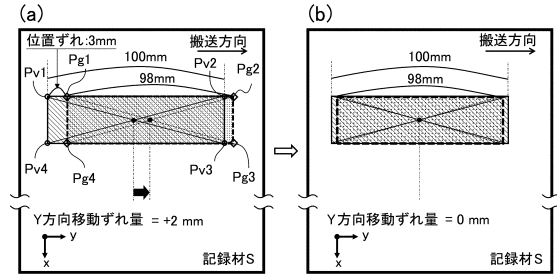 (a)
搬送方向
位置ずれ:3mm
100mm
Pg1
98mm
Pv1
Pv2
Pg2
Pv4
Pg4
Pv3
Pg3
Y方向移動ずれ量 = +2 mm
y
x
記録材S
(b)
搬送方向
100mm
98mm
Y方向移動ずれ量 = 0 mm
y
x
記録材S